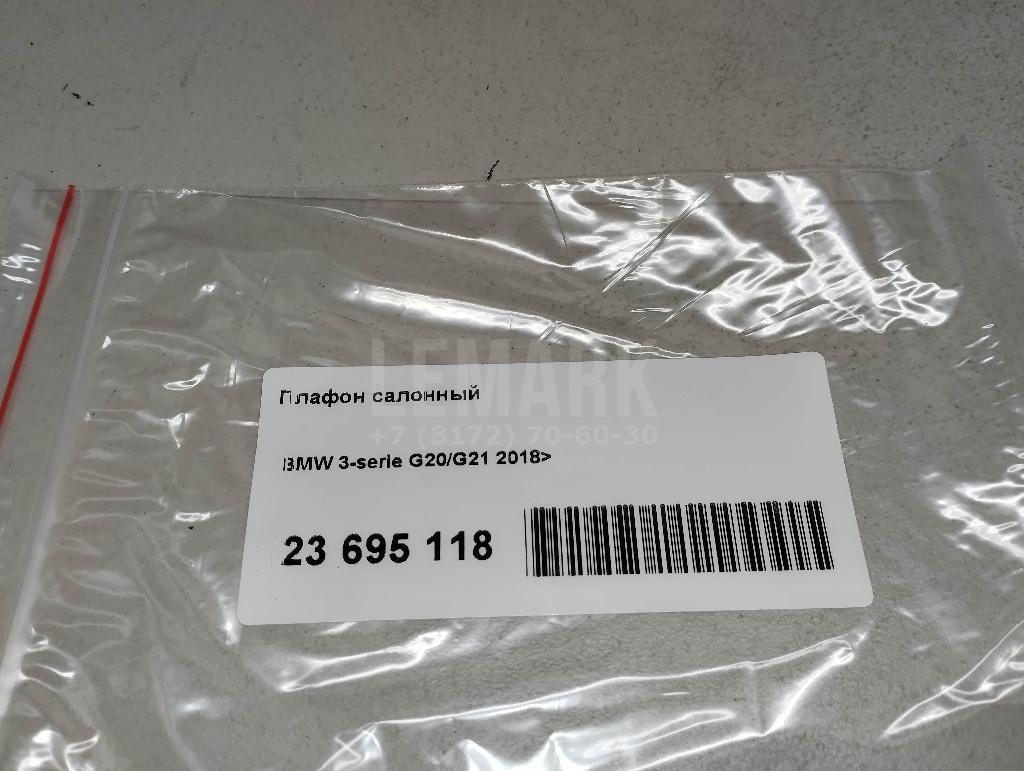 LEMARK
Плафон салонный
+7 (8172) 70-60-30
BMW 3-serie G20/G21 2018>
23 695 118